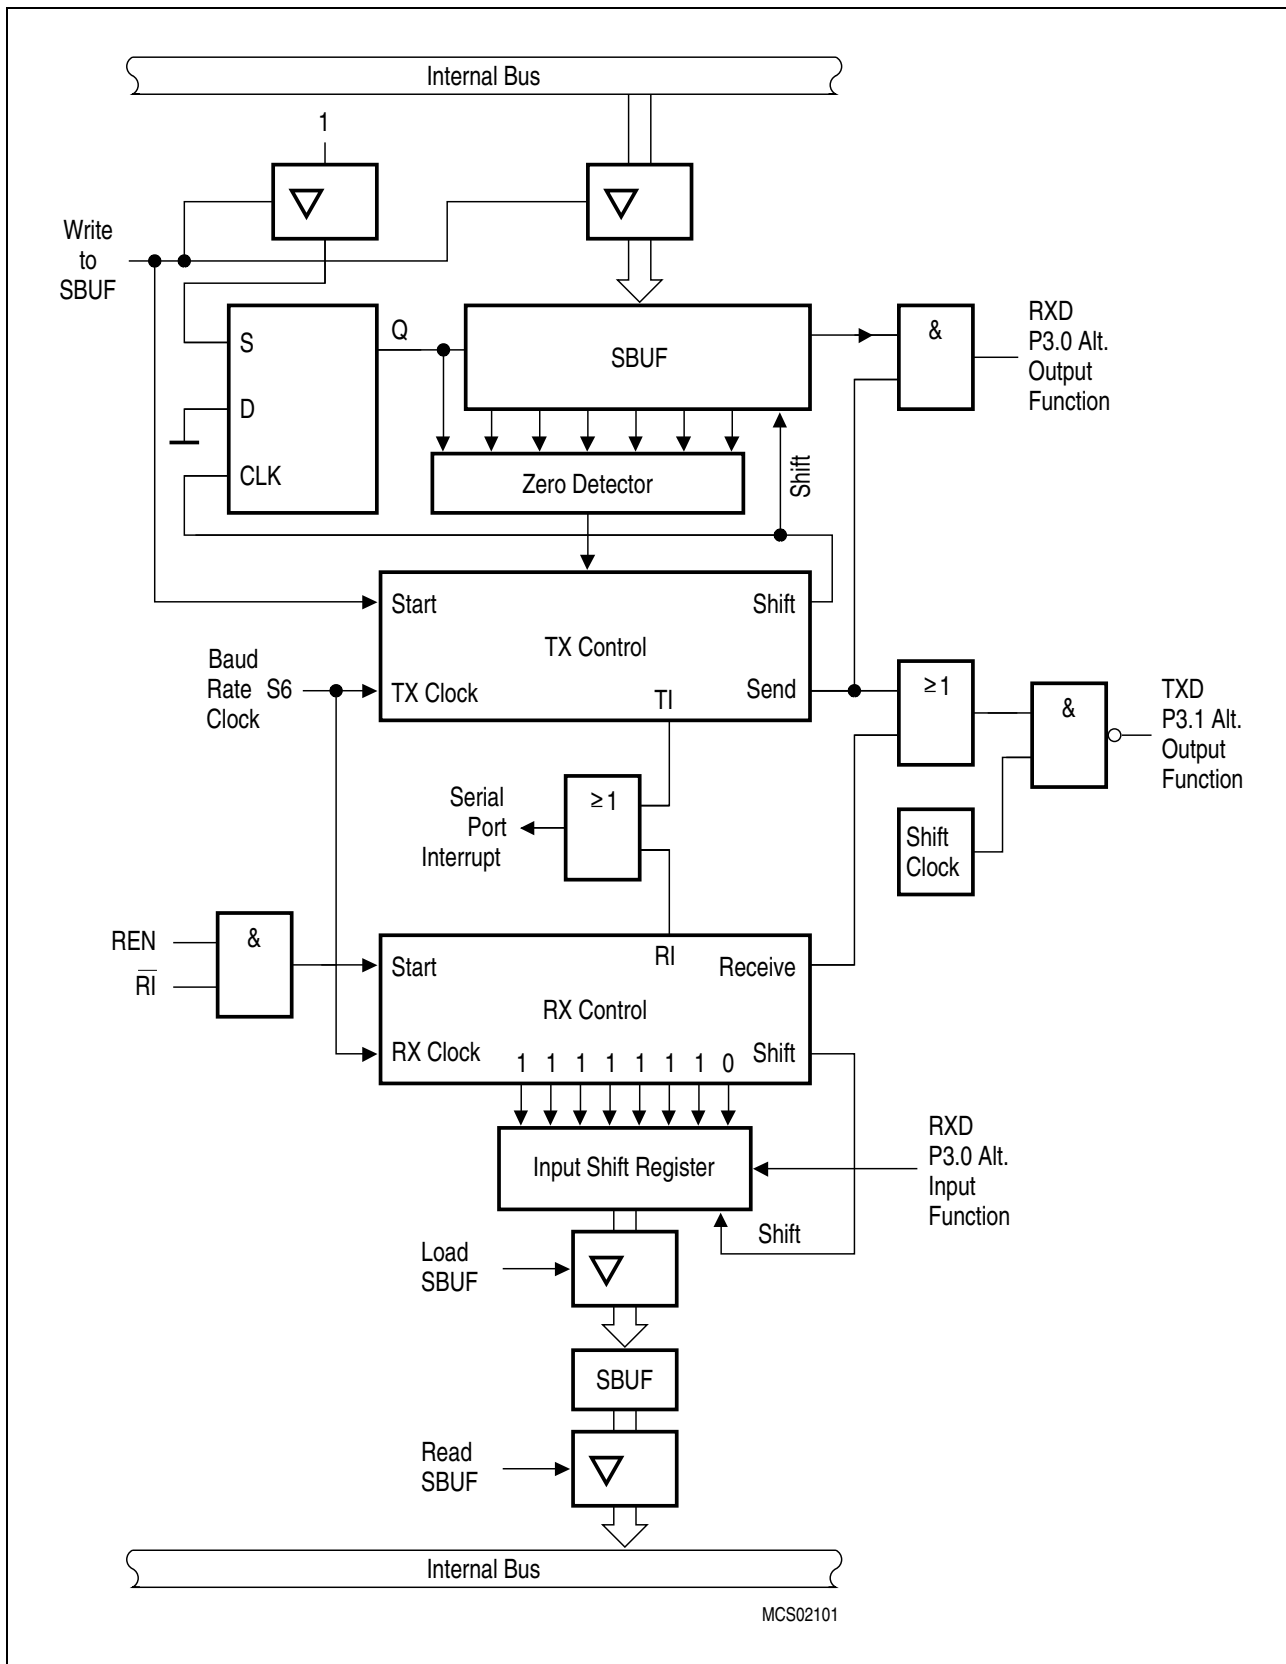 Internal Bus
1
Write
to
SBUF
S
D
CLK
Q
SBUF
&
RXD
P3.0 Alt.
Output
Function
Zero Detector
Shift
Start
Shift
TX Control
Baud
Rate S6
Clock
TX Clock
TI
Send
≥1
&
TXD
P3.1 Alt.
Output
Function
Serial
Port
Interrupt
≥1
Shift
Clock
REN
R̅I̅
&
Start
RI
Receive
RX Control
RX Clock
Shift
1 1 1 1 1 1 1 0
Input Shift Register
RXD
P3.0 Alt.
Input
Function
Shift
Load
SBUF
SBUF
Read
SBUF
Internal Bus
MCS02101